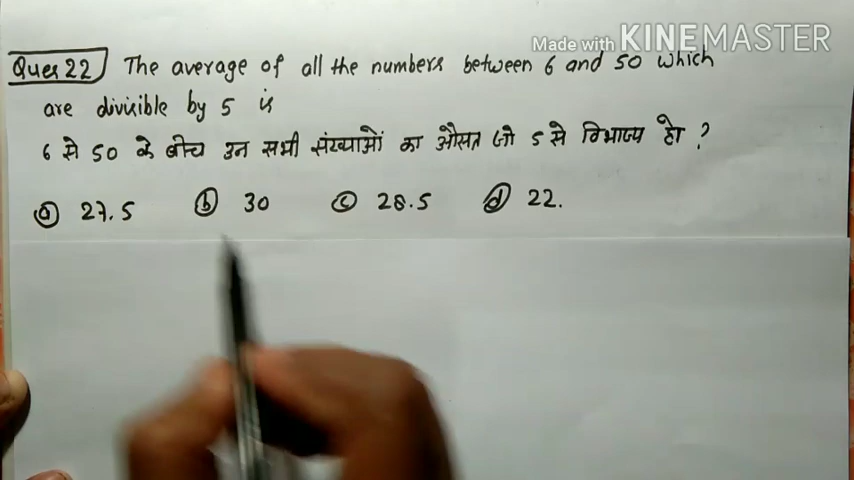 Made with KINEMASTER
Ques 22 The average of all the numbers between 6 and 50 which
are divisible by 5 is
6 से 50 के बीच उन सभी संख्याओं का औसत जो 5 से विभाज्य हो ?
(a) 27.5 (b) 30 (c) 28.5 (d) 22.